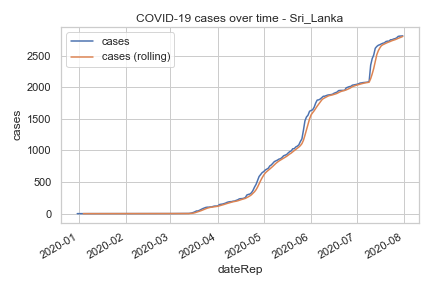 COVID-19 cases over time - Sri_Lanka
cases
cases (rolling)
cases
2500
2000
1500
1000
500
0
2020-01
2020-02
2020-03
2020-04
2020-05
2020-06
2020-07
2020-08
dateRep